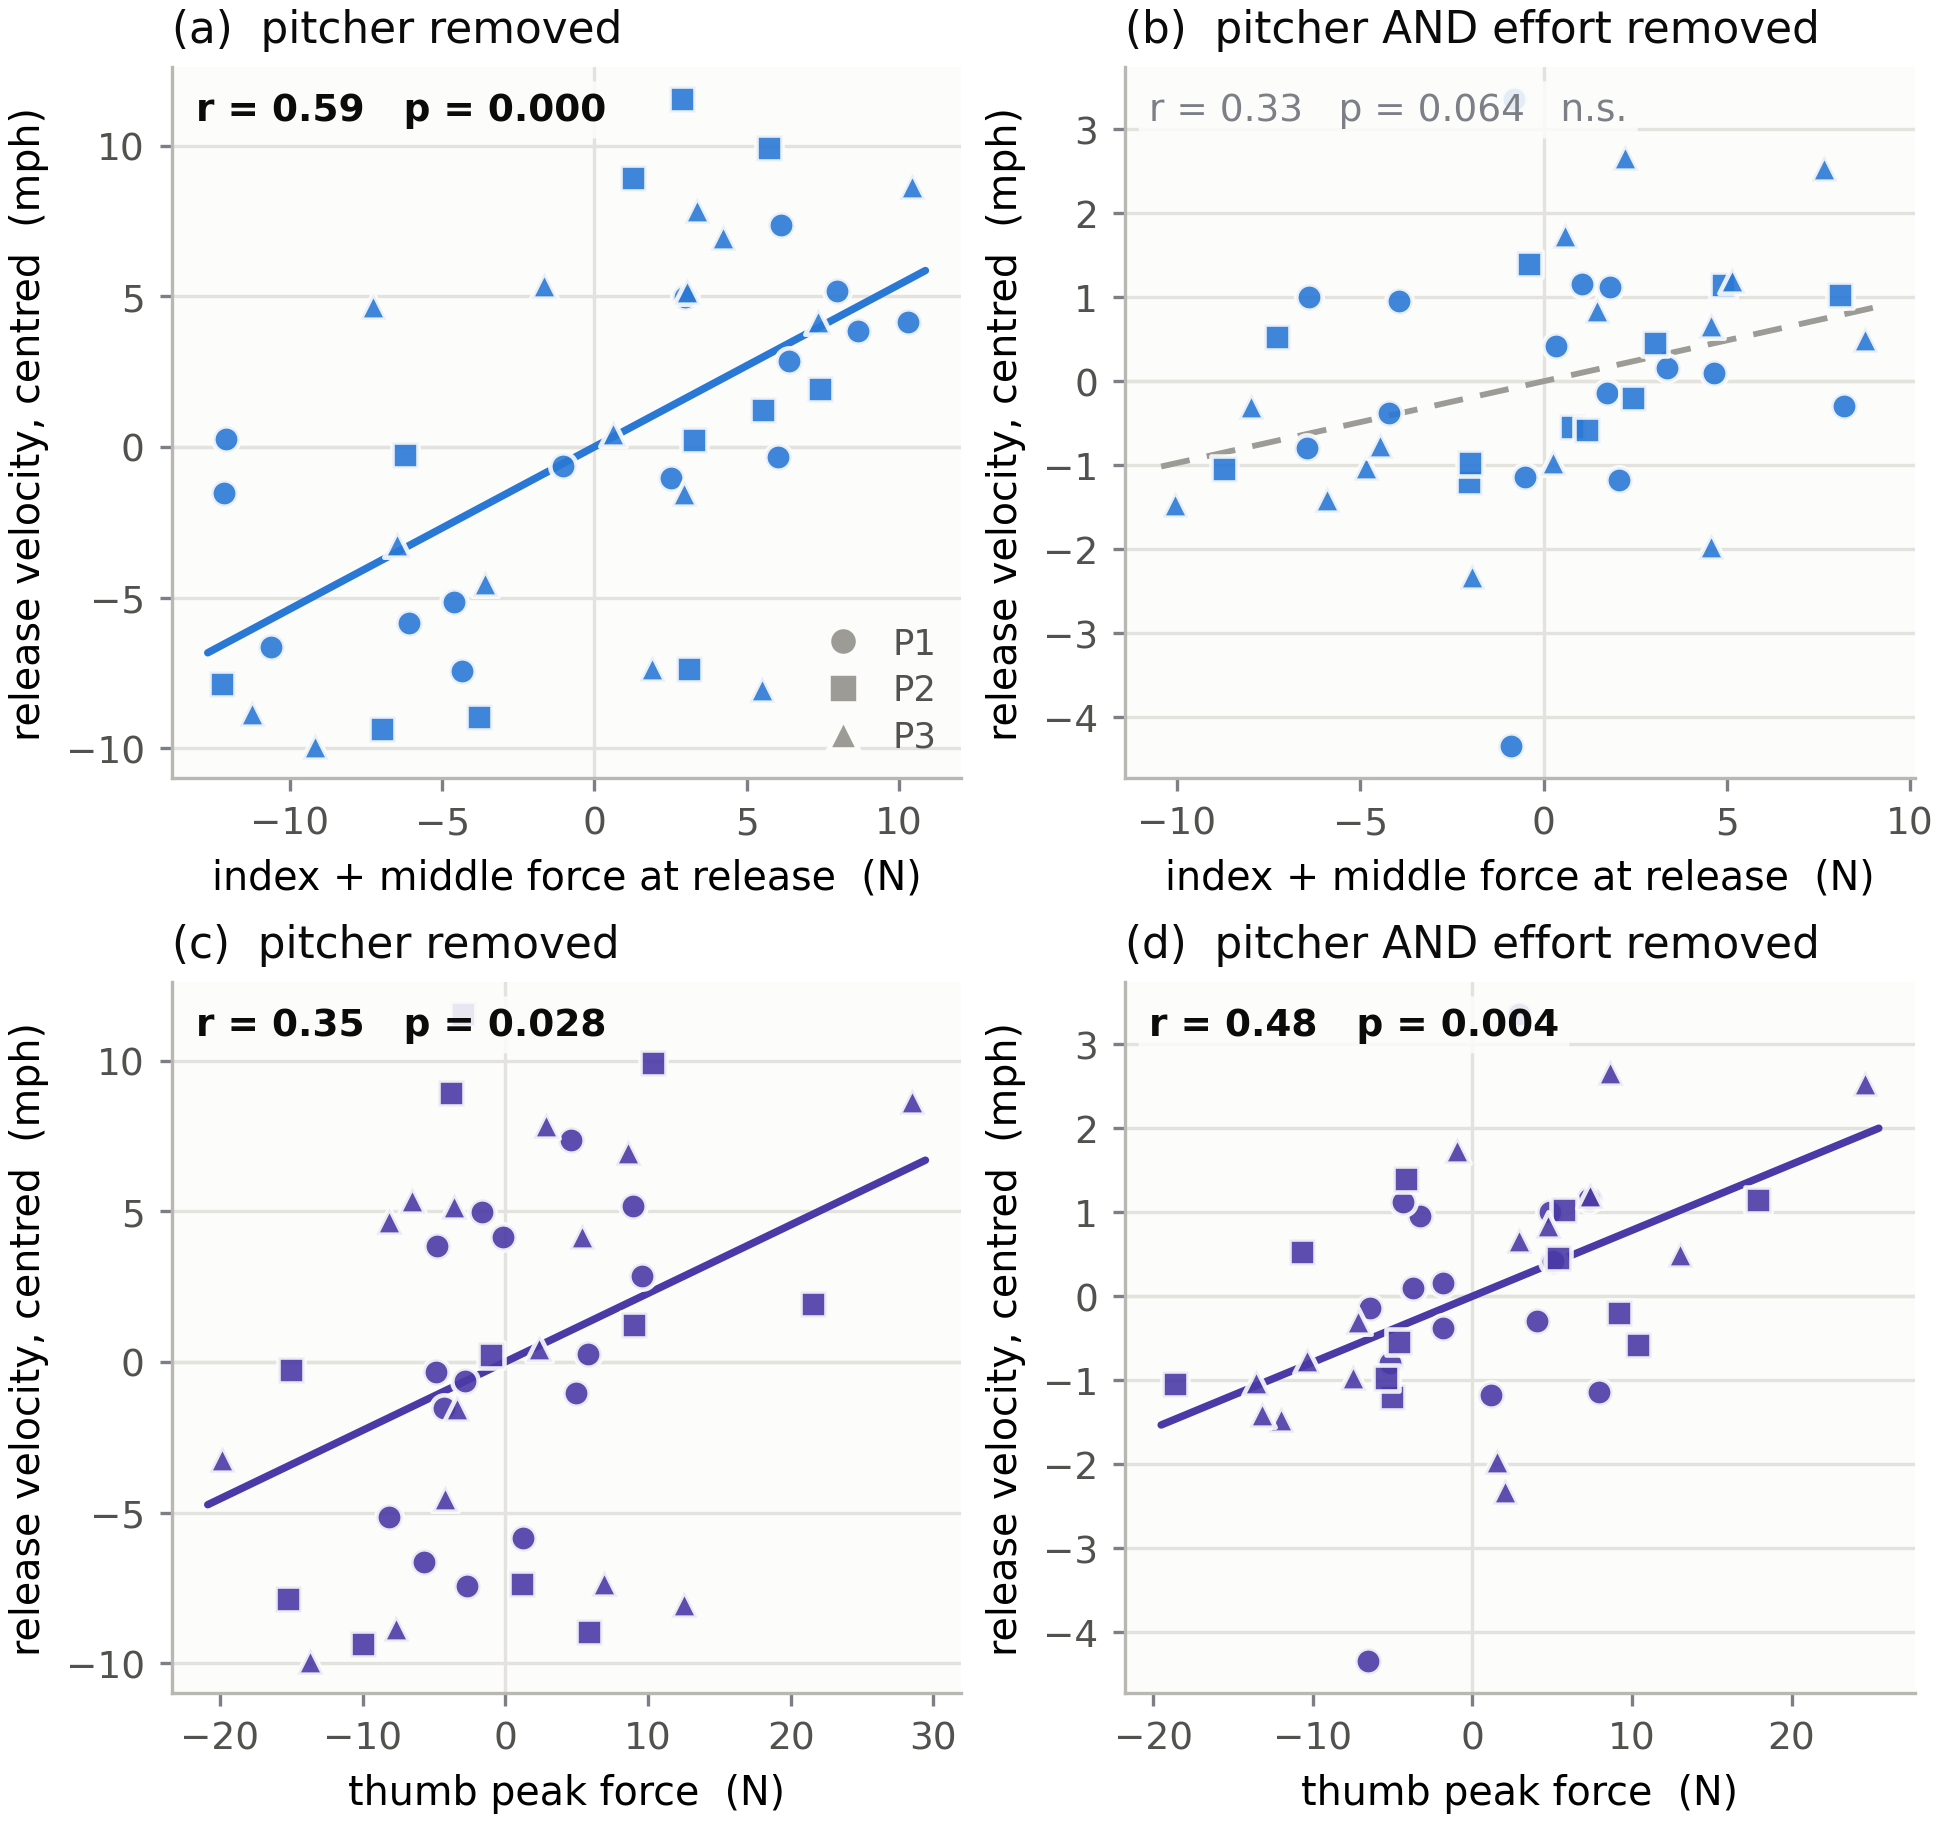 (a)  pitcher removed
r = 0.59   p = 0.000
release velocity, centred  (mph)
10
5
0
−5
−10
P1
P2
P3
−10
−5
0
5
10
index + middle force at release  (N)
(b)  pitcher AND effort removed
r = 0.33   p = 0.064   n.s.
release velocity, centred  (mph)
3
2
1
0
−1
−2
−3
−4
−10
−5
0
5
10
index + middle force at release  (N)
(c)  pitcher removed
r = 0.35   p = 0.028
release velocity, centred  (mph)
10
5
0
−5
−10
−20
−10
0
10
20
30
thumb peak force  (N)
(d)  pitcher AND effort removed
r = 0.48   p = 0.004
release velocity, centred  (mph)
3
2
1
0
−1
−2
−3
−4
−20
−10
0
10
20
thumb peak force  (N)